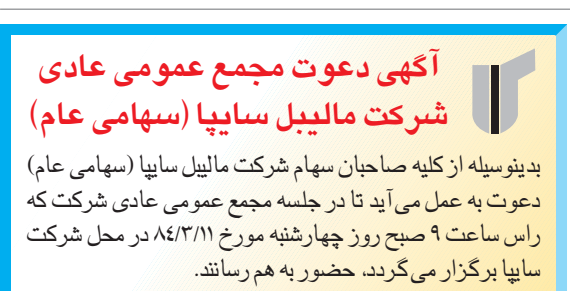 آگهی دعوت مجمع عمومی عادی
شرکت مالیبل سایپا (سهامی عام)
بدینوسیله از کلیه صاحبان سهام شرکت مالیبل سایپا (سهامی عام)
دعوت به عمل می‌آید تا در جلسه مجمع عمومی عادی شرکت که
راس ساعت ۹ صبح روز چهارشنبه مورخ ۸۴/۳/۱۱ در محل شرکت
سایپا برگزار می‌گردد، حضور به هم رسانند.